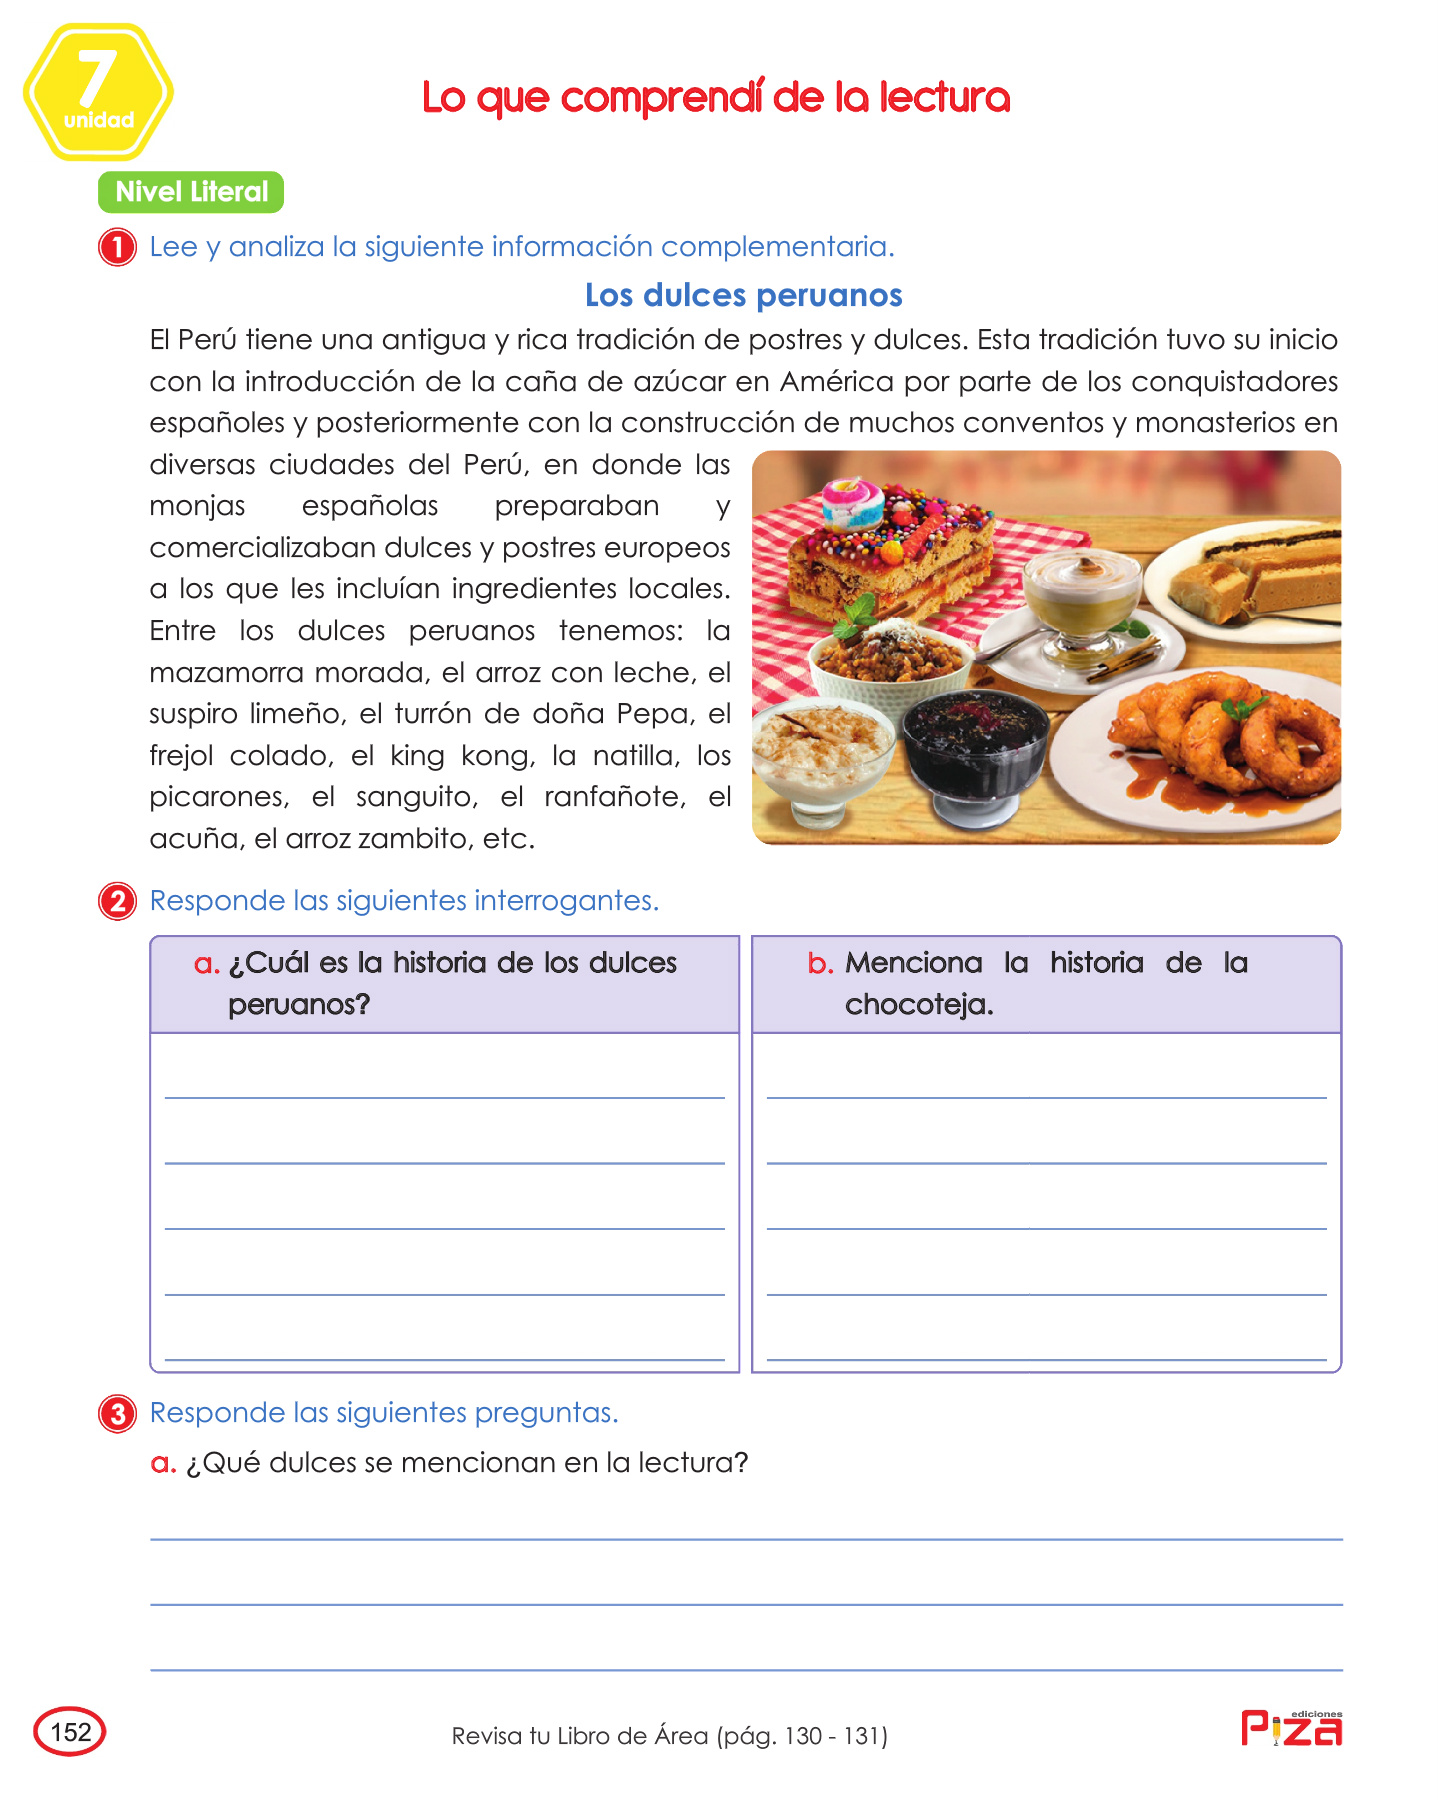 7
unidad
Lo que comprendí de la lectura
Nivel Literal
1 Lee y analiza la siguiente información complementaria.
Los dulces peruanos
El Perú tiene una antigua y rica tradición de postres y dulces. Esta tradición tuvo su inicio
con la introducción de la caña de azúcar en América por parte de los conquistadores
españoles y posteriormente con la construcción de muchos conventos y monasterios en
diversas ciudades del Perú, en donde las
monjas españolas preparaban y
comercializaban dulces y postres europeos
a los que les incluían ingredientes locales.
Entre los dulces peruanos tenemos: la
mazamorra morada, el arroz con leche, el
suspiro limeño, el turrón de doña Pepa, el
frejol colado, el king kong, la natilla, los
picarones, el sanguito, el ranfañote, el
acuña, el arroz zambito, etc.
2 Responde las siguientes interrogantes.
a. ¿Cuál es la historia de los dulces
peruanos?
b. Menciona la historia de la
chocoteja.
3 Responde las siguientes preguntas.
a. ¿Qué dulces se mencionan en la lectura?
152
Revisa tu Libro de Área (pág. 130 - 131)
ediciones
Piza